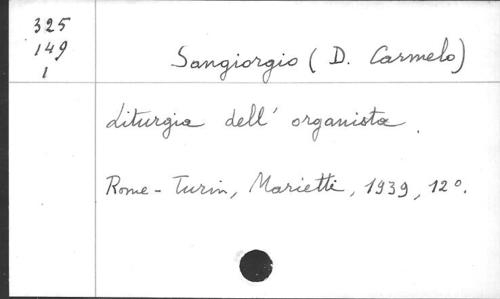 325
149
1
Sangiorgio (D. Carmelo)
Liturgia dell' organista.
Rome - Turin, Marietti, 1939, 12°.